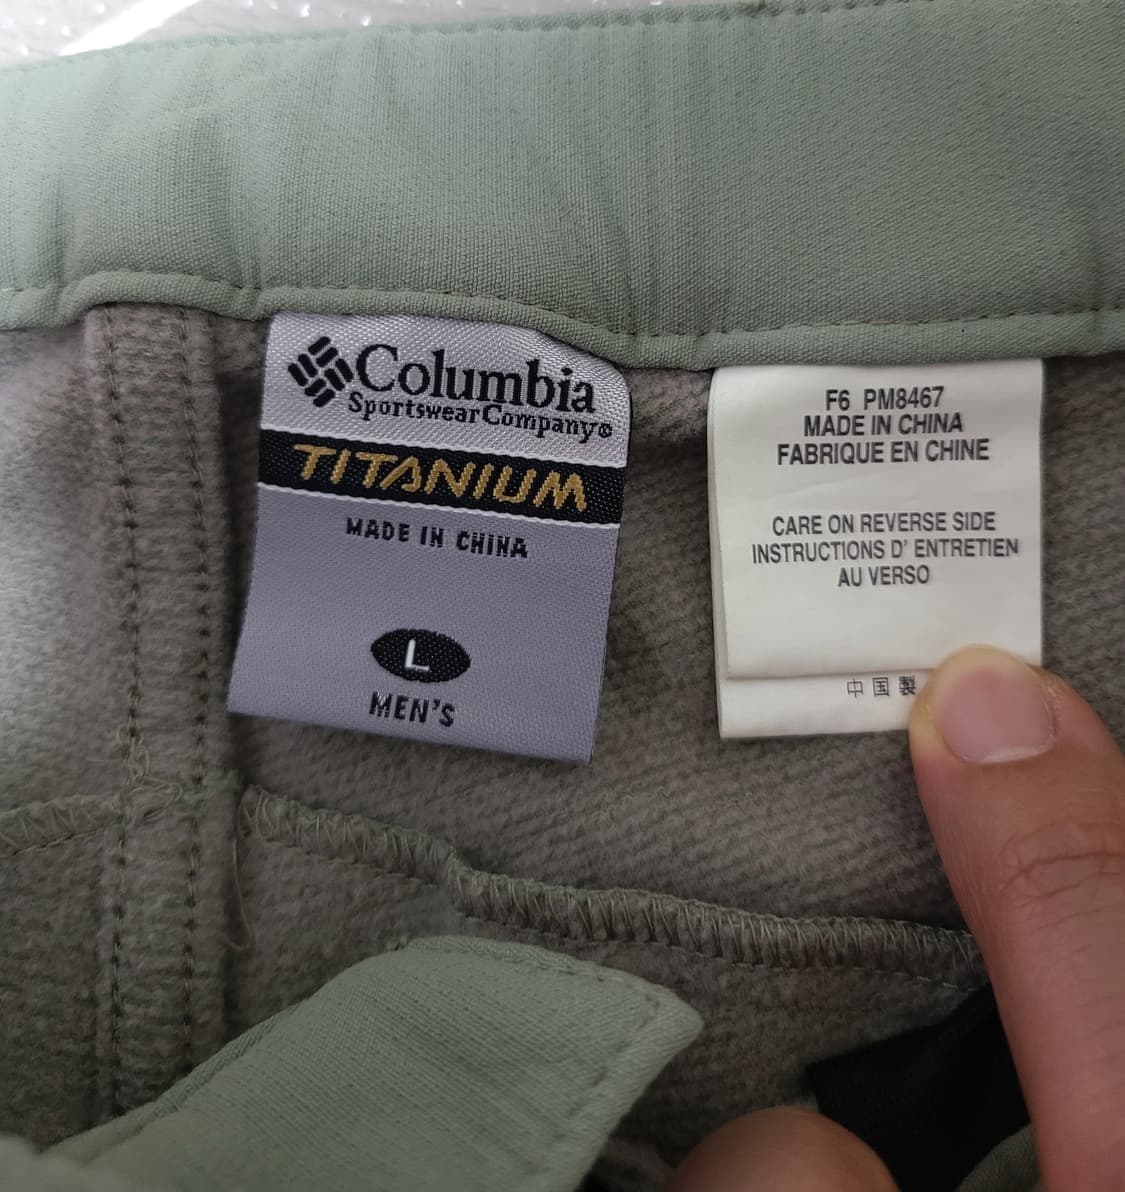 Columbia
Sportswear Company®
TITANIUM
MADE IN CHINA
L
MEN'S
F6 PM8467
MADE IN CHINA
FABRIQUE EN CHINE
CARE ON REVERSE SIDE
INSTRUCTIONS D' ENTRETIEN
AU VERSO
中国製